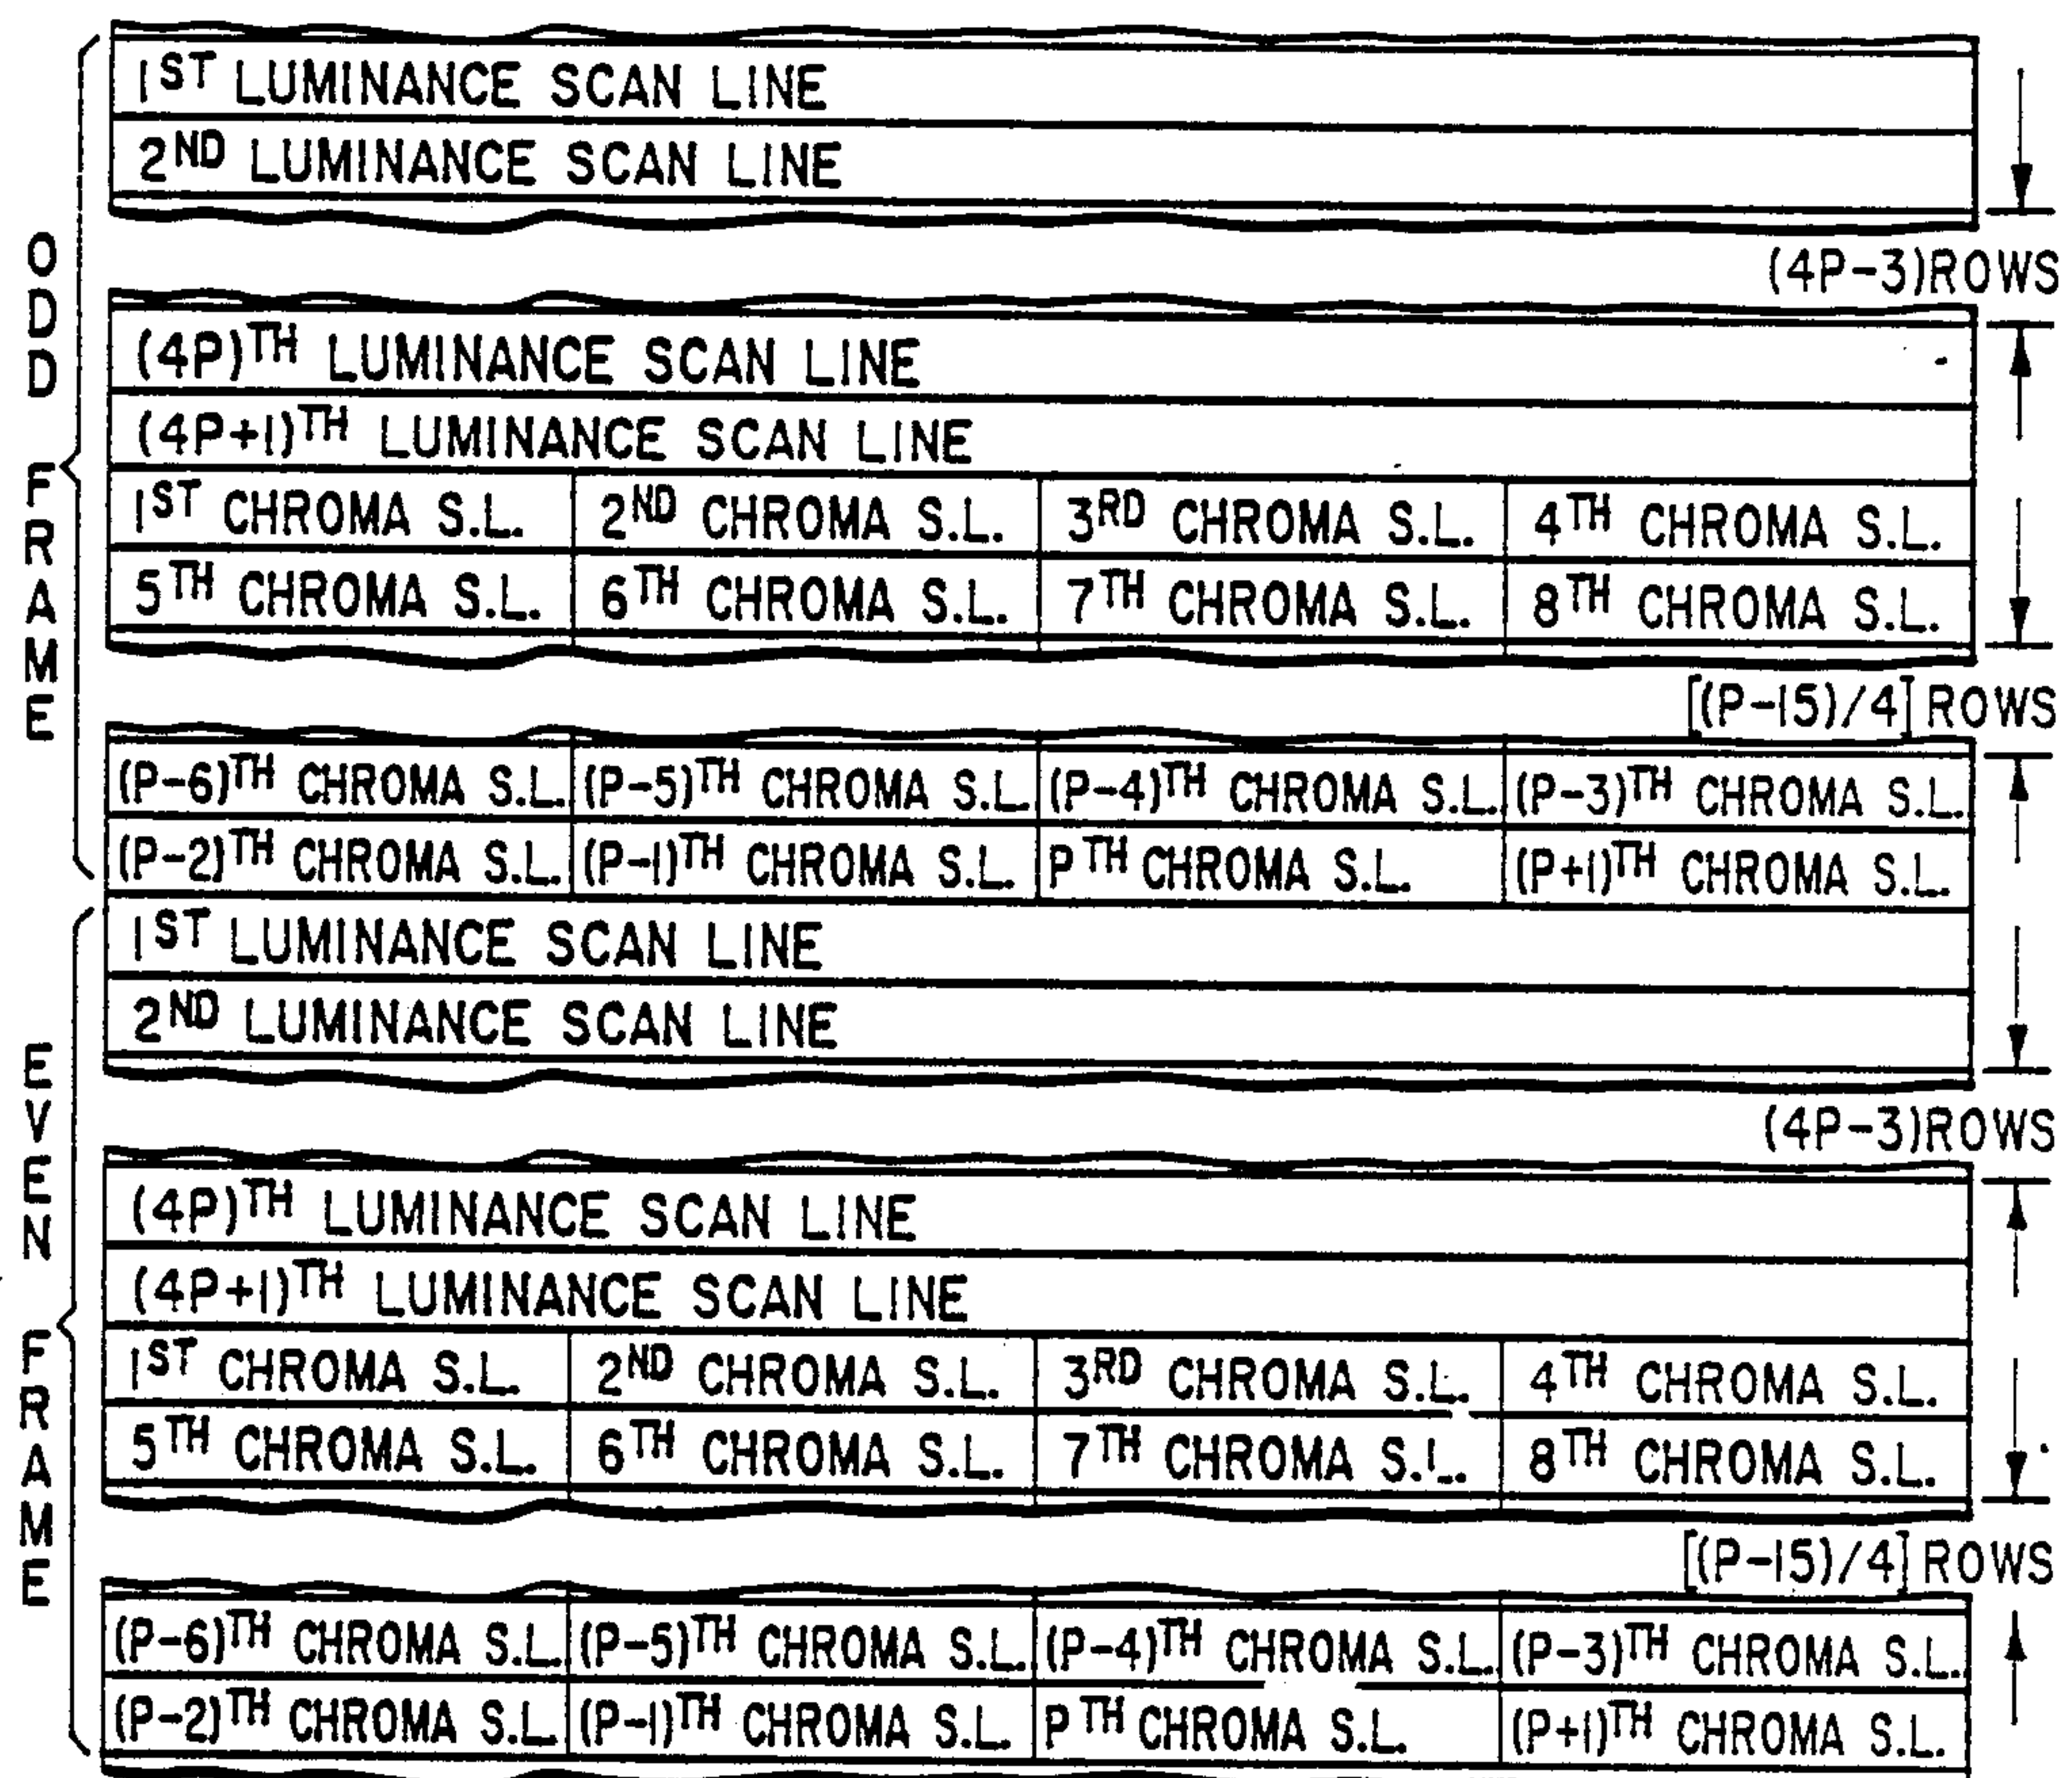 ODD FRAME
1ST LUMINANCE SCAN LINE
2ND LUMINANCE SCAN LINE
(4P-3)ROWS
(4P)TH LUMINANCE SCAN LINE
(4P+1)TH LUMINANCE SCAN LINE
1ST CHROMA S.L. 2ND CHROMA S.L. 3RD CHROMA S.L. 4TH CHROMA S.L.
5TH CHROMA S.L. 6TH CHROMA S.L. 7TH CHROMA S.L. 8TH CHROMA S.L.
[(P-15)/4] ROWS
(P-6)TH CHROMA S.L. (P-5)TH CHROMA S.L. (P-4)TH CHROMA S.L. (P-3)TH CHROMA S.L.
(P-2)TH CHROMA S.L. (P-1)TH CHROMA S.L. PTH CHROMA S.L. (P+1)TH CHROMA S.L.
EVEN FRAME
1ST LUMINANCE SCAN LINE
2ND LUMINANCE SCAN LINE
(4P-3)ROWS
(4P)TH LUMINANCE SCAN LINE
(4P+1)TH LUMINANCE SCAN LINE
1ST CHROMA S.L. 2ND CHROMA S.L. 3RD CHROMA S.L. 4TH CHROMA S.L.
5TH CHROMA S.L. 6TH CHROMA S.L. 7TH CHROMA S.L. 8TH CHROMA S.L.
[(P-15)/4] ROWS
(P-6)TH CHROMA S.L. (P-5)TH CHROMA S.L. (P-4)TH CHROMA S.L. (P-3)TH CHROMA S.L.
(P-2)TH CHROMA S.L. (P-1)TH CHROMA S.L. PTH CHROMA S.L. (P+1)TH CHROMA S.L.